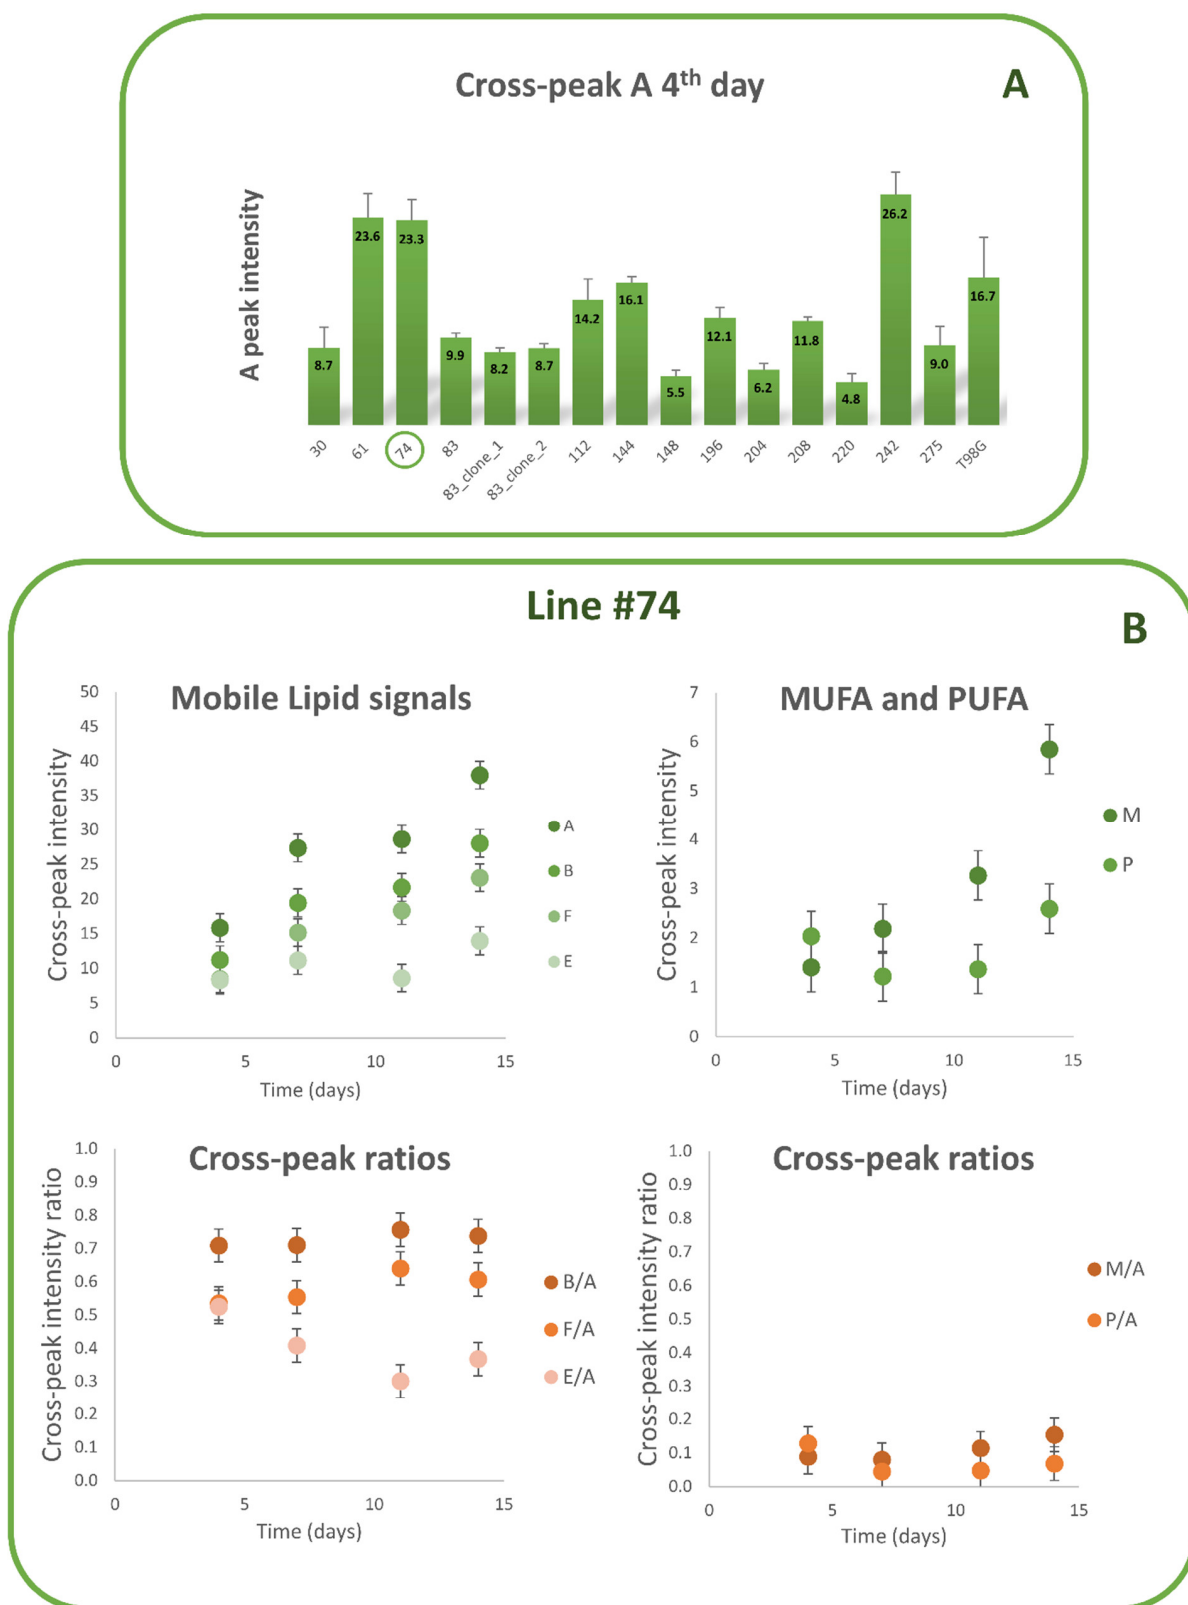 Cross-peak A 4th day
A
A peak intensity
8.7
23.6
23.3
9.9
8.2
8.7
14.2
16.1
5.5
12.1
6.2
11.8
4.8
26.2
9.0
16.7
30
61
74
83
83_clone_1
83_clone_2
112
144
148
196
204
208
220
242
275
T98G
Line #74
B
Mobile Lipid signals
Cross-peak intensity
50
45
40
35
30
25
20
15
10
5
0
0
5
10
15
Time (days)
A
B
F
E
MUFA and PUFA
Cross-peak intensity
7
6
5
4
3
2
1
0
0
5
10
15
Time (days)
M
P
Cross-peak ratios
Cross-peak intensity ratio
1.0
0.9
0.8
0.7
0.6
0.5
0.4
0.3
0.2
0.1
0.0
0
5
10
15
Time (days)
B/A
F/A
E/A
Cross-peak ratios
Cross-peak intensity ratio
1.0
0.9
0.8
0.7
0.6
0.5
0.4
0.3
0.2
0.1
0.0
0
5
10
15
Time (days)
M/A
P/A